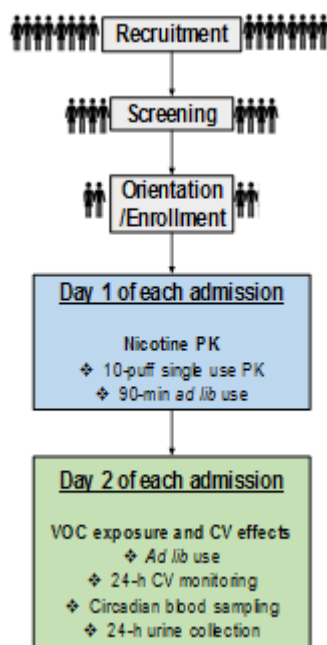 Recruitment
Screening
Orientation
/Enrollment
Day 1 of each admission
Nicotine PK
❖ 10-puff single use PK
❖ 90-min ad lib use
Day 2 of each admission
VOC exposure and CV effects
❖ Ad lib use
❖ 24-h CV monitoring
❖ Circadian blood sampling
❖ 24-h urine collection